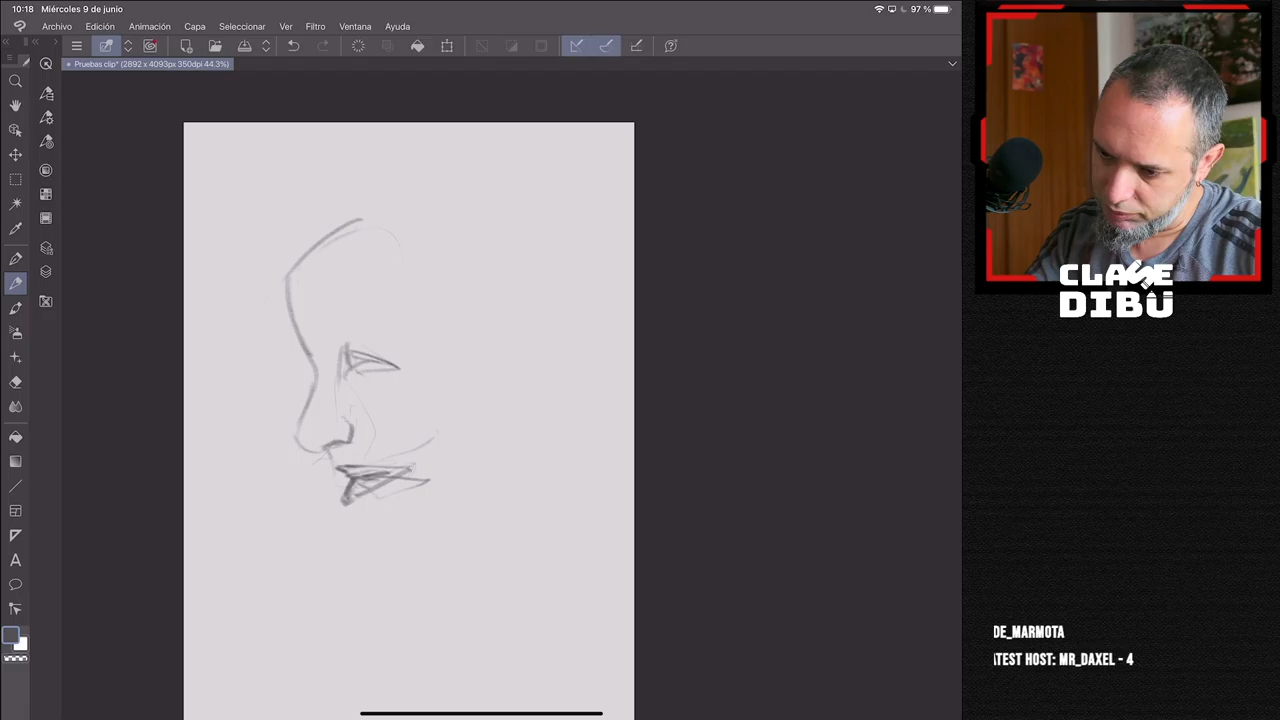 10:18 Miércoles 9 de junio
97 %
Archivo Edición Animación Capa Seleccionar Ver Filtro Ventana Ayuda
Pruebas clip* (2892 x 4093px 350dpi 44.3%)
CLASE
DIBU
DE_MARMOTA
TEST HOST: MR_DAXEL - 4